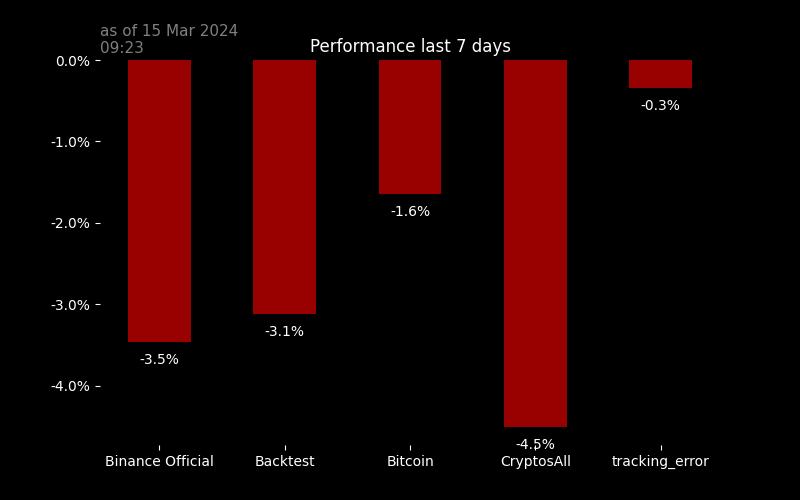 as of 15 Mar 2024
09:23
Performance last 7 days
0.0%
-1.0%
-2.0%
-3.0%
-4.0%
-3.5%
-3.1%
-1.6%
-4.5%
-0.3%
Binance Official
Backtest
Bitcoin
CryptosAll
tracking_error